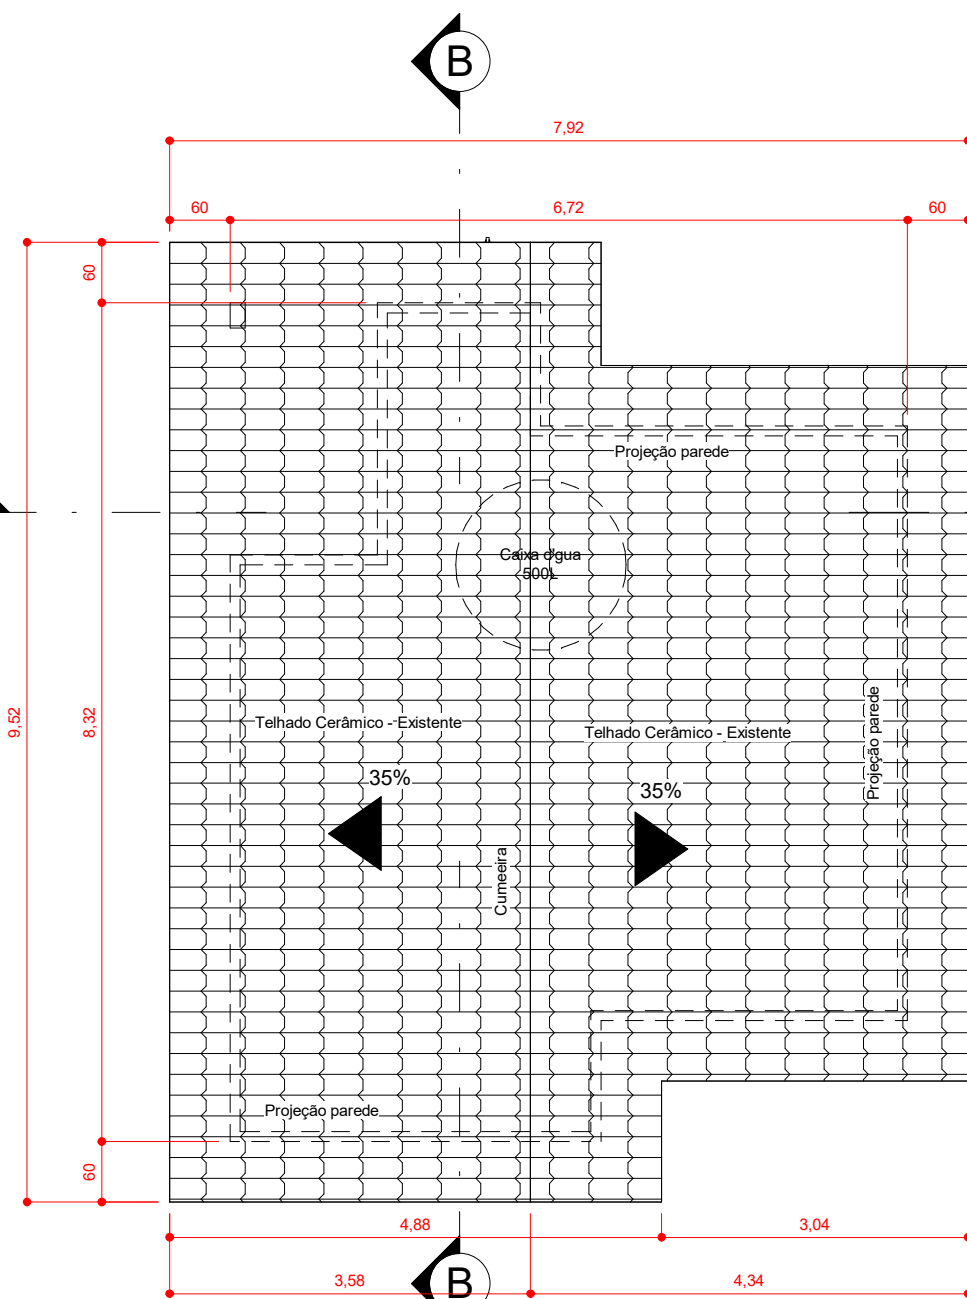 B
7,92
60
6,72
60
60
Projeção parede
Caixa d'gua
500L
9,52
8,32
Telhado Cerâmico - Existente
Telhado Cerâmico - Existente
Projeção parede
35%
35%
Cumeeira
Projeção parede
60
4,88
3,04
3,58
B
4,34